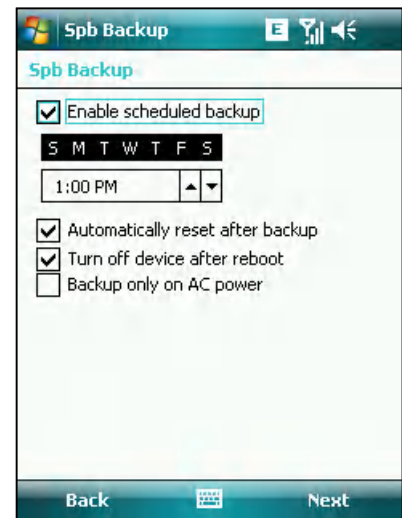 Spb Backup E
Spb Backup
Enable scheduled backup
S M T W T F S
1:00 PM
Automatically reset after backup
Turn off device after reboot
Backup only on AC power
Back Next